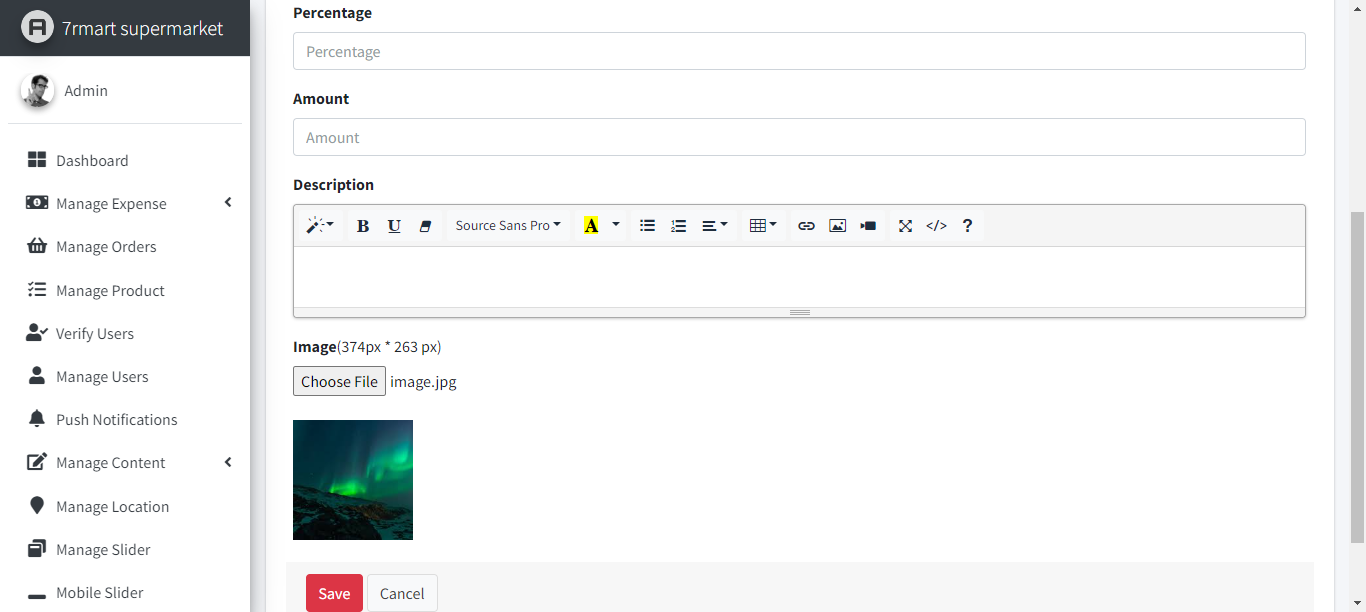 7rmart supermarket
Admin
Dashboard
Manage Expense
Manage Orders
Manage Product
Verify Users
Manage Users
Push Notifications
Manage Content
Manage Location
Manage Slider
Mobile Slider
Percentage
Percentage
Amount
Amount
Description
B U Source Sans Pro A </> ?
Image(374px * 263 px)
Choose File image.jpg
Save Cancel